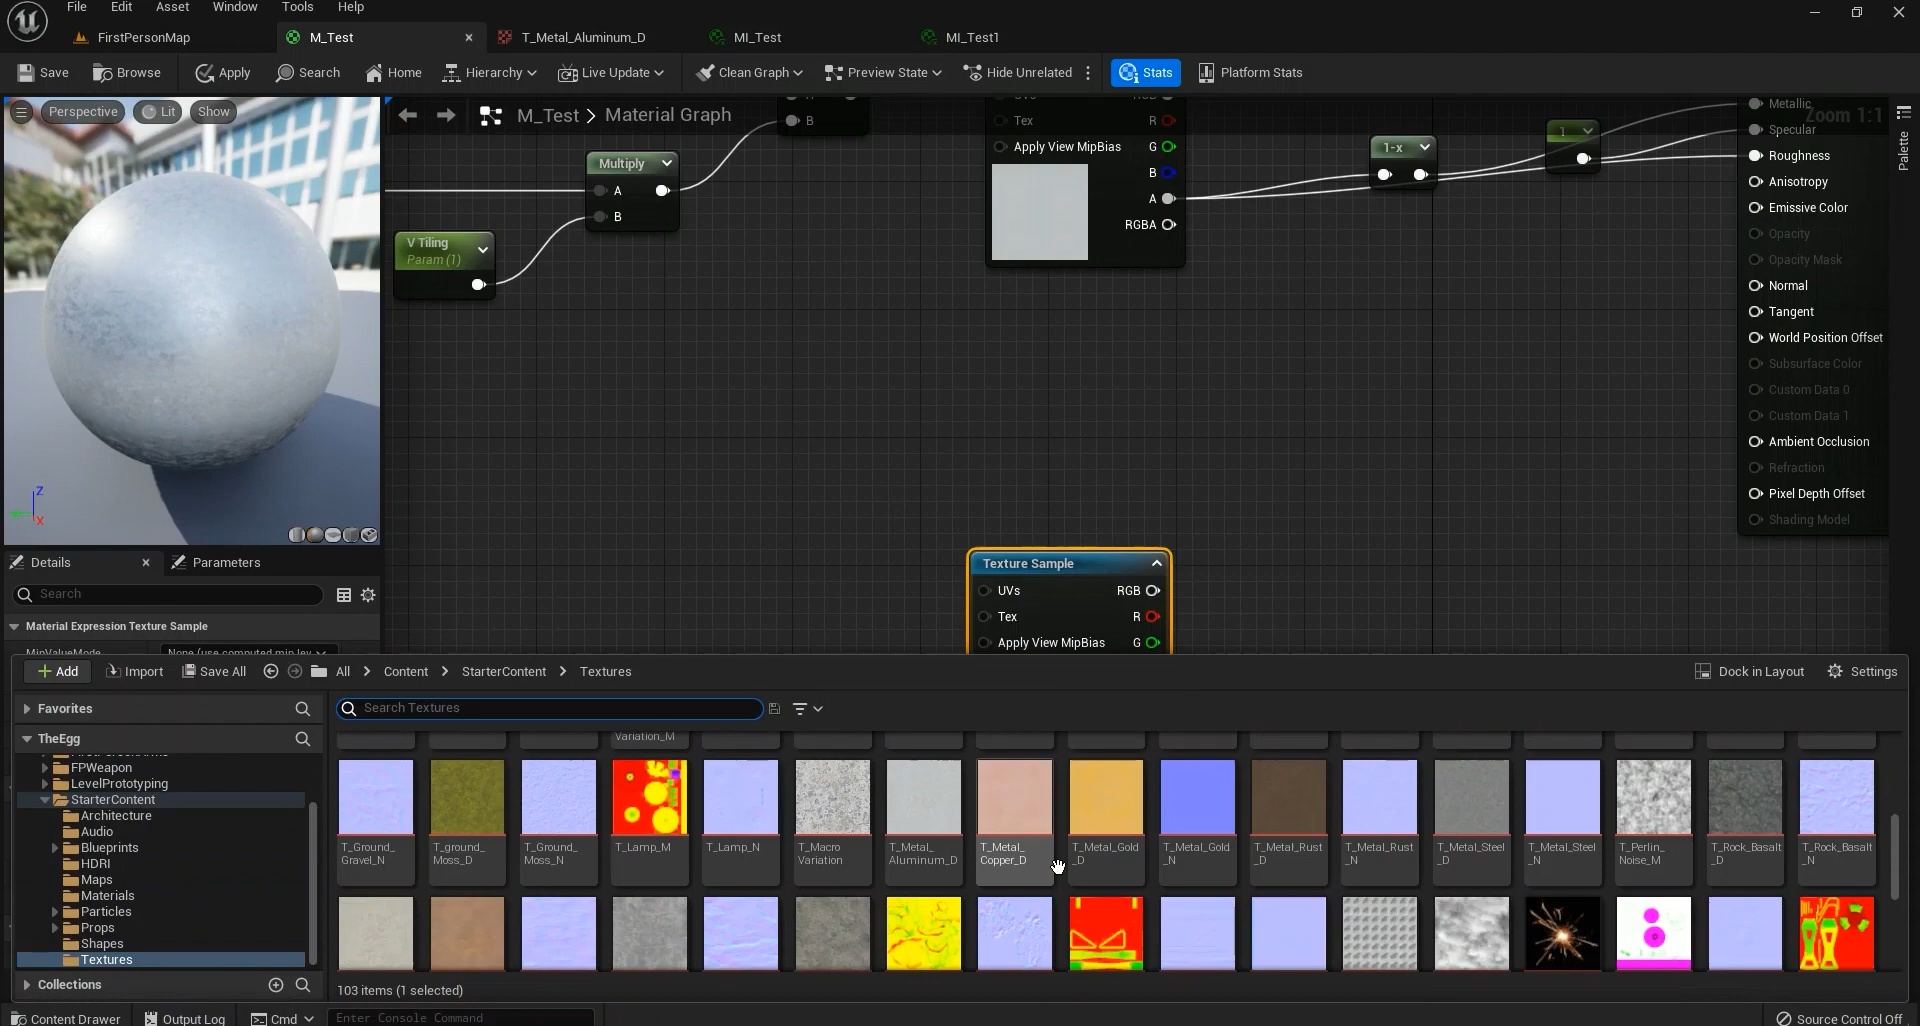 File Edit Asset Window Tools Help
FirstPersonMap M_Test T_Metal_Aluminum_D MI_Test MI_Test1
Save Browse Apply Search Home Hierarchy Live Update Clean Graph Preview State Hide Unrelated Stats Platform Stats
Perspective Lit Show
M_Test > Material Graph
Zoom 1:1
Palette
B
Multiply
A
B
V Tiling
Param (1)
Tex R
Apply View MipBias G
B
A
RGBA
1-x
1
Metallic
Specular
Roughness
Anisotropy
Emissive Color
Opacity
Opacity Mask
Normal
Tangent
World Position Offset
Subsurface Color
Custom Data 0
Custom Data 1
Ambient Occlusion
Refraction
Pixel Depth Offset
Shading Model
Z
X
Details Parameters
Search
Material Expression Texture Sample
MipValueMode None (use computed mip lev
Texture Sample
UVs RGB
Tex R
Apply View MipBias G
Add Import Save All All > Content > StarterContent > Textures Dock in Layout Settings
Favorites
Search Textures
TheEgg
FPWeapon
LevelPrototyping
StarterContent
Architecture
Audio
Blueprints
HDRI
Maps
Materials
Particles
Props
Shapes
Textures
Collections
Variation_M
T_Ground_
Gravel_N
T_ground_
Moss_D
T_Ground_
Moss_N
T_Lamp_M
T_Lamp_N
T_Macro
Variation
T_Metal_
Aluminum_D
T_Metal_
Copper_D
T_Metal_Gold
_D
T_Metal_Gold
_N
T_Metal_Rust
_D
T_Metal_Rust
_N
T_Metal_Steel
_D
T_Metal_Steel
_N
T_Perlin_
Noise_M
T_Rock_Basalt
_D
T_Rock_Basalt
_N
103 items (1 selected)
Content Drawer Output Log Cmd Enter Console Command Source Control Off